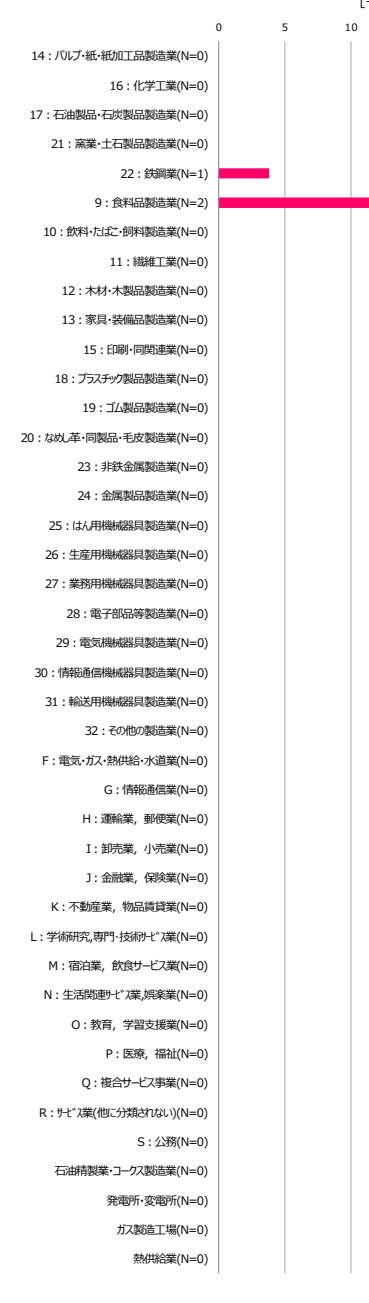 0 5 10
14：パルプ・紙・紙加工品製造業(N=0)
16：化学工業(N=0)
17：石油製品・石炭製品製造業(N=0)
21：窯業・土石製品製造業(N=0)
22：鉄鋼業(N=1)
9：食料品製造業(N=2)
10：飲料・たばこ・飼料製造業(N=0)
11：繊維工業(N=0)
12：木材・木製品製造業(N=0)
13：家具・装備品製造業(N=0)
15：印刷・同関連業(N=0)
18：プラスチック製品製造業(N=0)
19：ゴム製品製造業(N=0)
20：なめし革・同製品・毛皮製造業(N=0)
23：非鉄金属製造業(N=0)
24：金属製品製造業(N=0)
25：はん用機械器具製造業(N=0)
26：生産用機械器具製造業(N=0)
27：業務用機械器具製造業(N=0)
28：電子部品等製造業(N=0)
29：電気機械器具製造業(N=0)
30：情報通信機械器具製造業(N=0)
31：輸送用機械器具製造業(N=0)
32：その他の製造業(N=0)
F：電気・ガス・熱供給・水道業(N=0)
G：情報通信業(N=0)
H：運輸業，郵便業(N=0)
I：卸売業，小売業(N=0)
J：金融業，保険業(N=0)
K：不動産業，物品賃貸業(N=0)
L：学術研究,専門・技術ｻｰﾋﾞｽ業(N=0)
M：宿泊業，飲食サービス業(N=0)
N：生活関連ｻｰﾋﾞｽ業,娯楽業(N=0)
O：教育，学習支援業(N=0)
P：医療，福祉(N=0)
Q：複合サービス事業(N=0)
R：ｻｰﾋﾞｽ業(他に分類されない)(N=0)
S：公務(N=0)
石油精製業・コークス製造業(N=0)
発電所・変電所(N=0)
ガス製造工場(N=0)
熱供給業(N=0)